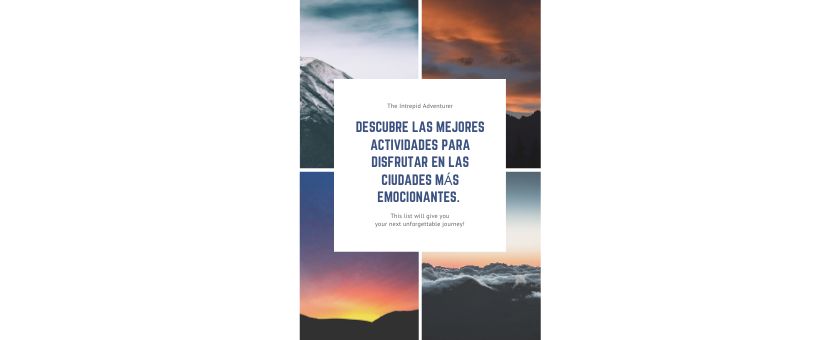 The Intrepid Adventurer
DESCUBRE LAS MEJORES
ACTIVIDADES PARA
DISFRUTAR EN LAS
CIUDADES MÁS
EMOCIONANTES.
This list will give you
your next unforgettable journey!